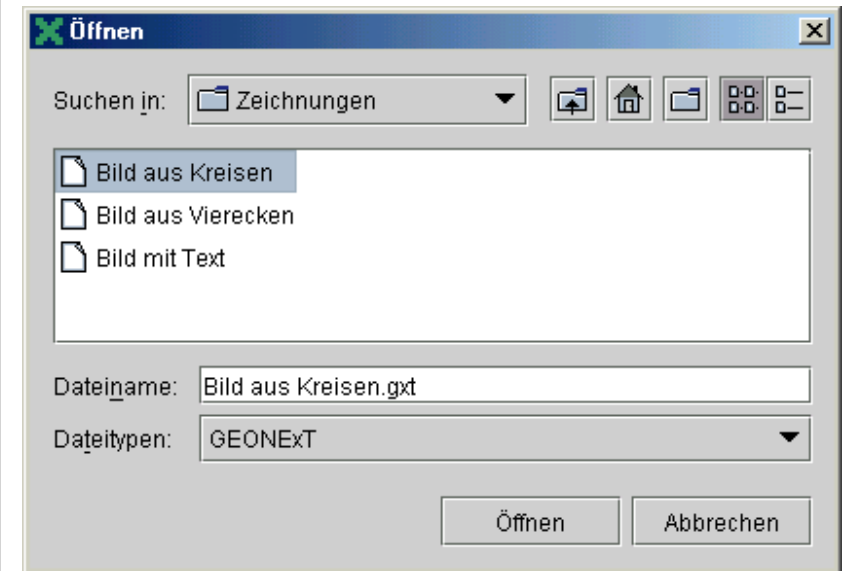 Öffnen
Suchen in: Zeichnungen
Bild aus Kreisen
Bild aus Vierecken
Bild mit Text
Dateiname: Bild aus Kreisen.gxt
Dateitypen: GEONExT
Öffnen Abbrechen